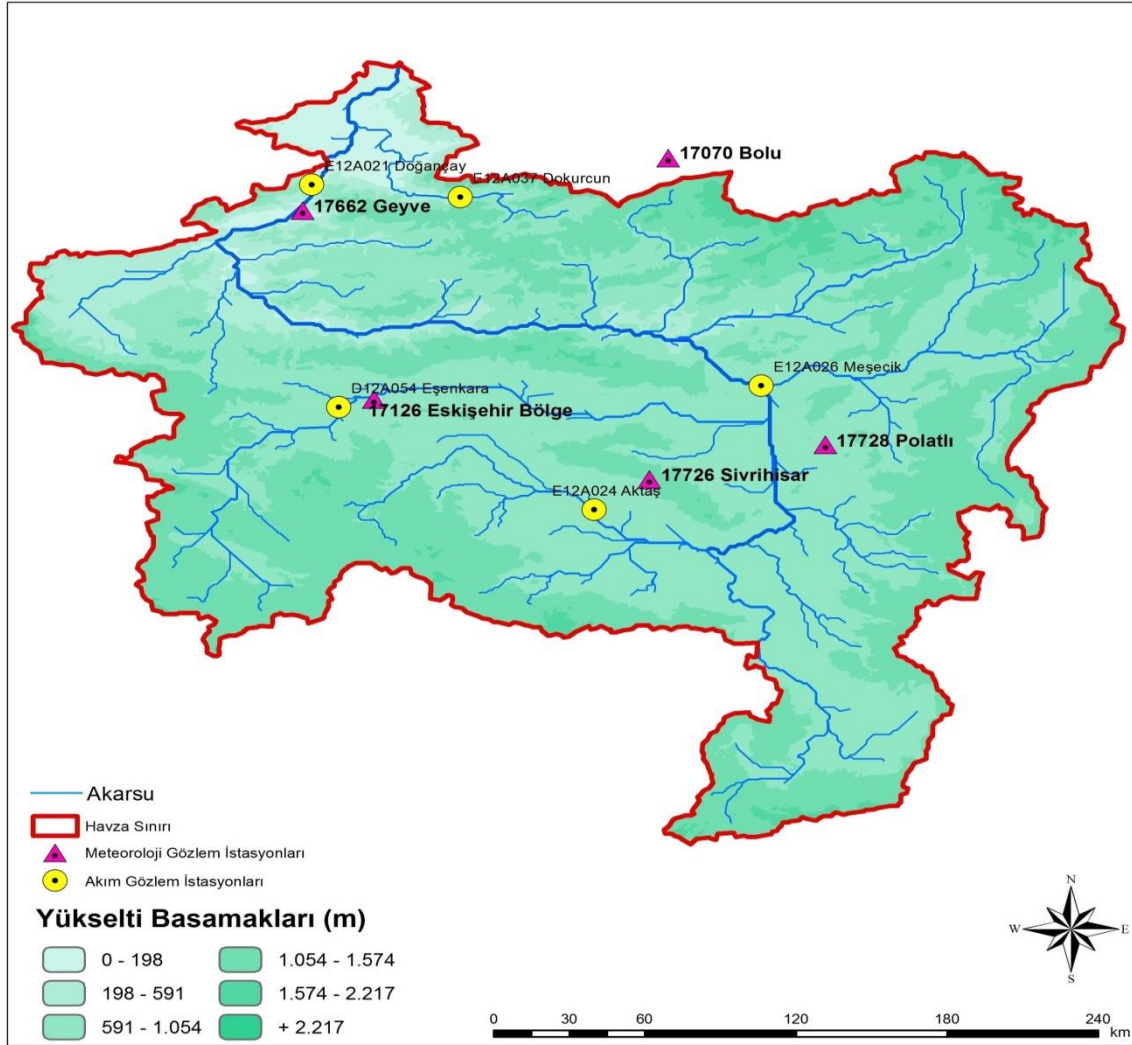 17070 Bolu
E12A021 Doğançay
E12A037 Dokurcun
17662 Geyve
E12A026 Meşecik
D12A054 Eşenkara
17126 Eskişehir Bölge
17728 Polatlı
17726 Sivrihisar
E12A024 Aktaş
Akarsu
Havza Sınırı
Meteoroloji Gözlem İstasyonları
Akım Gözlem İstasyonları
Yükselti Basamakları (m)
0 - 198
1.054 - 1.574
198 - 591
1.574 - 2.217
591 - 1.054
+ 2.217
N
W
E
S
0 30 60 120 180 240
km